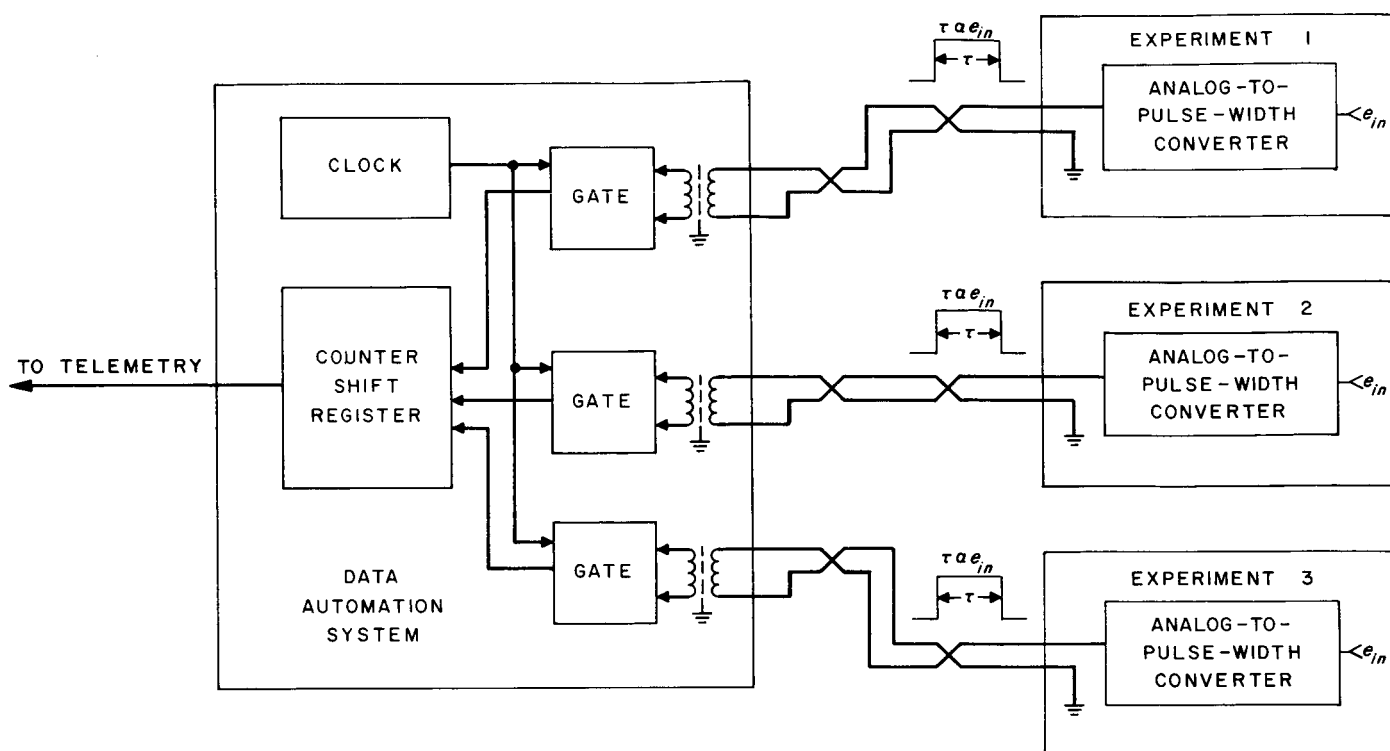 τ α e_in
τ
EXPERIMENT 1
ANALOG-TO-
PULSE-WIDTH
CONVERTER
e_in
CLOCK
GATE
TO TELEMETRY
COUNTER
SHIFT
REGISTER
GATE
τ α e_in
τ
EXPERIMENT 2
ANALOG-TO-
PULSE-WIDTH
CONVERTER
e_in
GATE
DATA
AUTOMATION
SYSTEM
τ α e_in
τ
EXPERIMENT 3
ANALOG-TO-
PULSE-WIDTH
CONVERTER
e_in